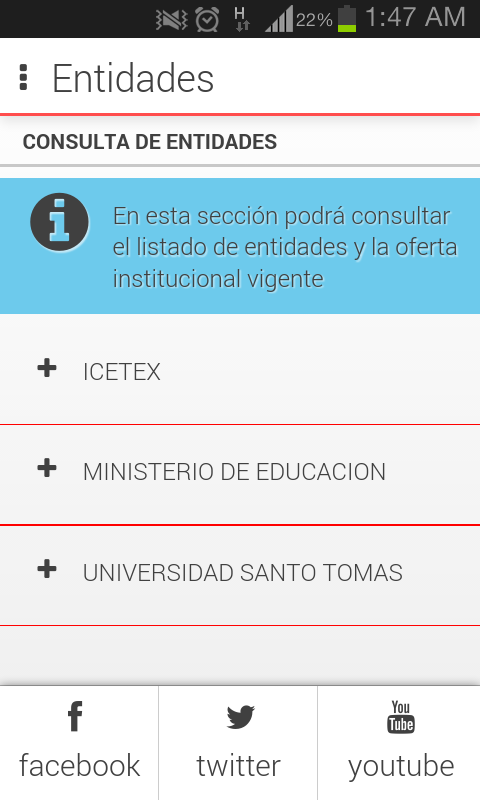 H 22% 1:47 AM
Entidades
CONSULTA DE ENTIDADES
En esta sección podrá consultar
el listado de entidades y la oferta
institucional vigente
ICETEX
MINISTERIO DE EDUCACION
UNIVERSIDAD SANTO TOMAS
You
Tube
facebook twitter youtube